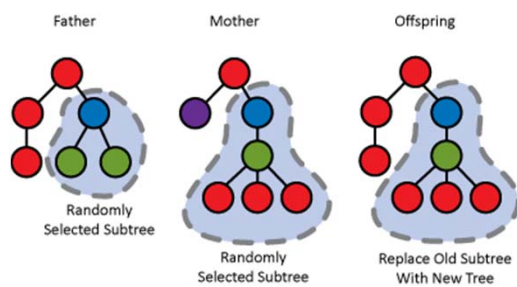 Father
Mother
Offspring
Randomly
Selected Subtree
Randomly
Selected Subtree
Replace Old Subtree
With New Tree